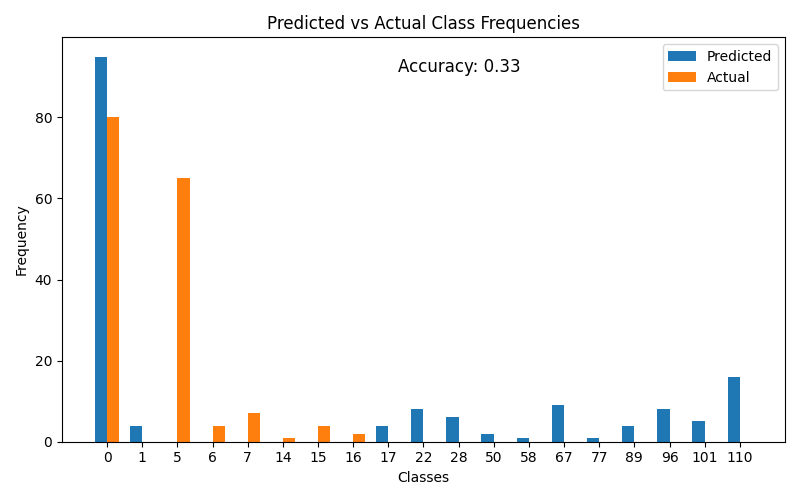 Predicted vs Actual Class Frequencies
Accuracy: 0.33
Predicted
Actual
Frequency
80
60
40
20
0
0 1 5 6 7 14 15 16 17 22 28 50 58 67 77 89 96 101 110
Classes